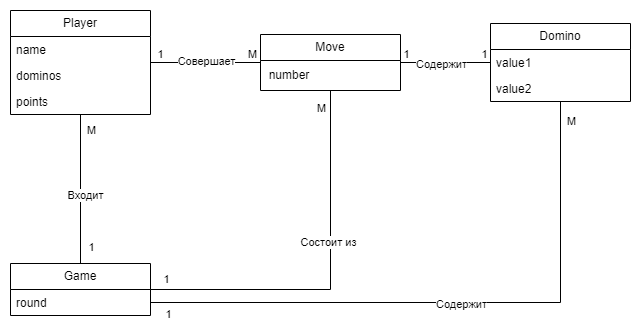 Player
name
dominos
points
1
Совершает
M
Move
number
1
Содержит
1
Domino
value1
value2
M
M
M
Входит
Состоит из
1
Game
round
1
1
Содержит